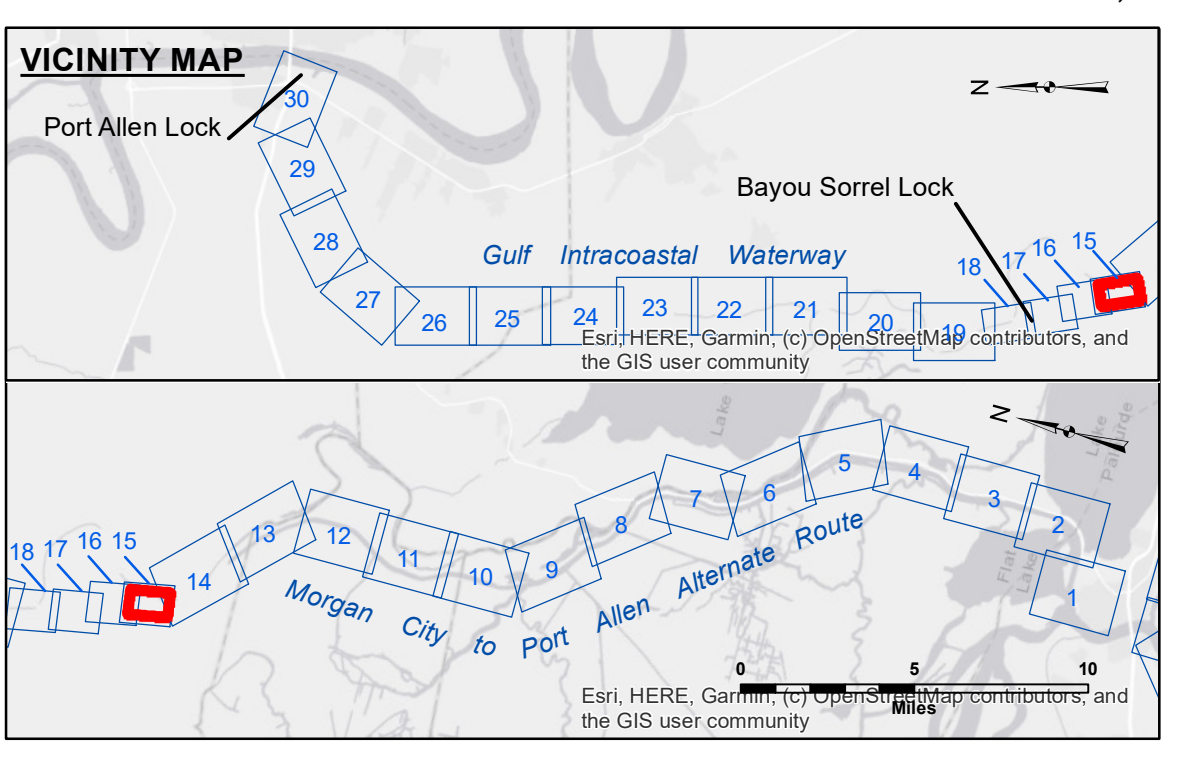 VICINITY MAP
N
30
Port Allen Lock
29
Bayou Sorrel Lock
28
Gulf Intracoastal Waterway
18 17 16 15
27
26 25 24 23 22 21 20 19
Esri, HERE, Garmin, (c) OpenStreetMap contributors, and
the GIS user community
Lake
N
Lake
Palourde
5
4
13
12
7
6
3
8
2
18 17 16 15
11
9
10
14
Flat
Lake
1
Morgan City to Port Allen Alternate Route
0 5 10
Miles
Esri, HERE, Garmin, (c) OpenStreetMap contributors, and
the GIS user community